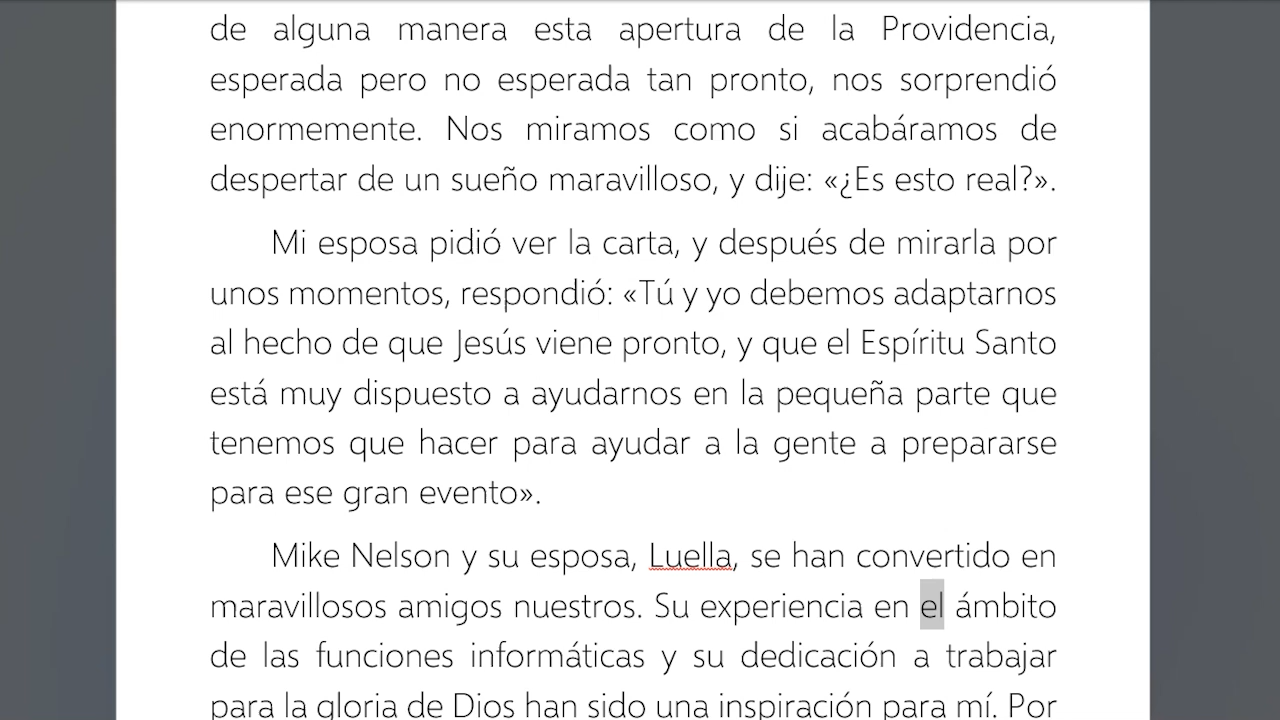 de alguna manera esta apertura de la Providencia,
esperada pero no esperada tan pronto, nos sorprendió
enormemente. Nos miramos como si acabáramos de
despertar de un sueño maravilloso, y dije: «¿Es esto real?».
Mi esposa pidió ver la carta, y después de mirarla por
unos momentos, respondió: «Tú y yo debemos adaptarnos
al hecho de que Jesús viene pronto, y que el Espíritu Santo
está muy dispuesto a ayudarnos en la pequeña parte que
tenemos que hacer para ayudar a la gente a prepararse
para ese gran evento».
Mike Nelson y su esposa, Luella, se han convertido en
maravillosos amigos nuestros. Su experiencia en el ámbito
de las funciones informáticas y su dedicación a trabajar
para la gloria de Dios han sido una inspiración para mí. Por